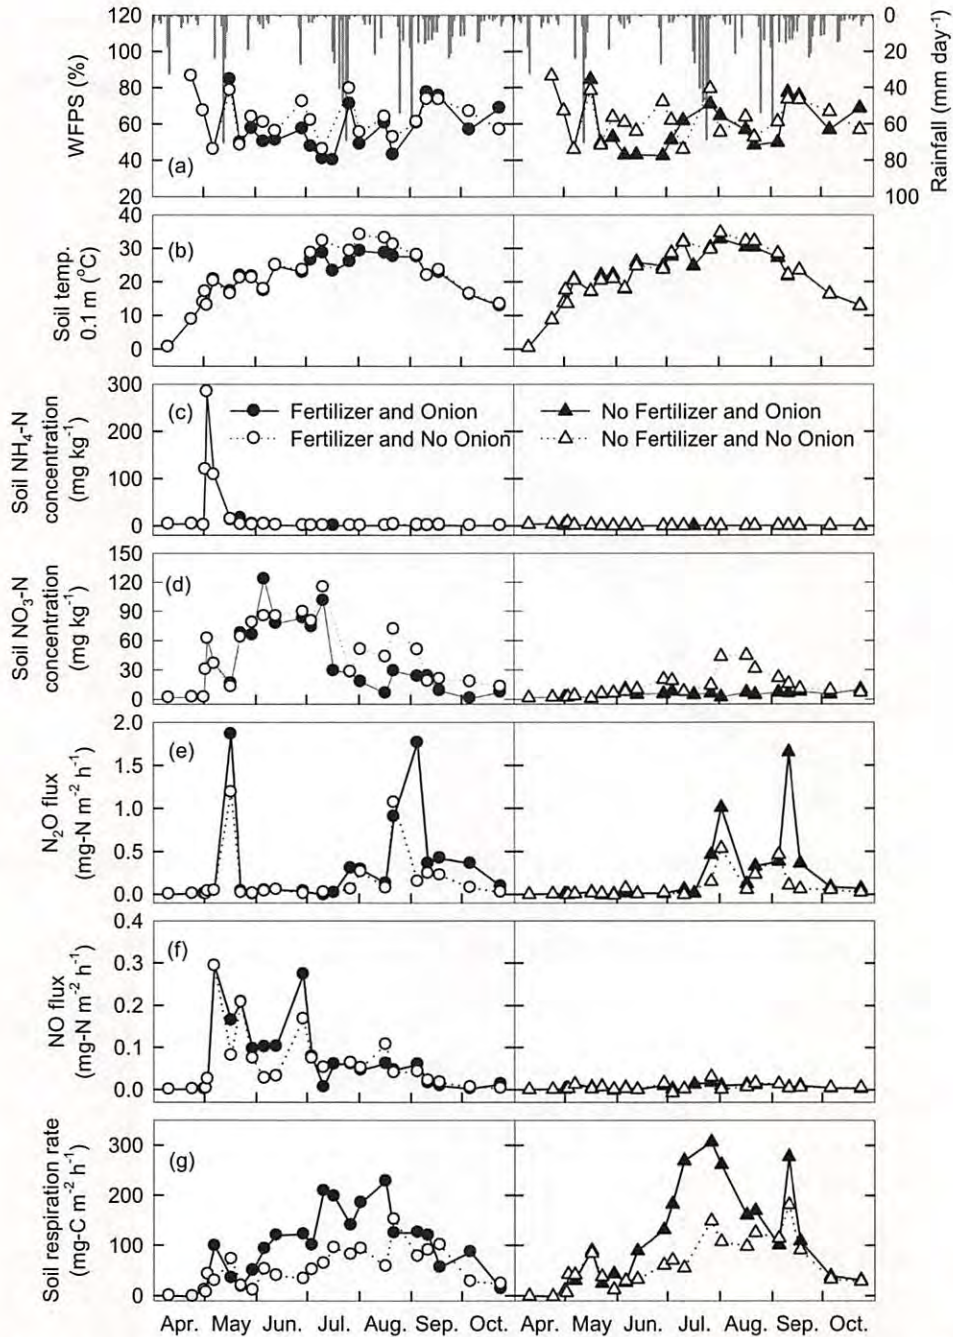 120
100
80
60
40
20
WFPS (%)
(a)
0
20
40
60
80
100
Rainfall (mm day-1)
40
30
20
10
0
Soil temp.
0.1 m (oC)
(b)
300
200
100
0
Soil NH4-N
concentration
(mg kg-1)
(c)
Fertilizer and Onion
Fertilizer and No Onion
No Fertilizer and Onion
No Fertilizer and No Onion
150
120
90
60
30
0
Soil NO3-N
concentration
(mg kg-1)
(d)
2.0
1.5
1.0
0.5
0.0
N2O flux
(mg-N m-2 h-1)
(e)
0.4
0.3
0.2
0.1
0.0
NO flux
(mg-N m-2 h-1)
(f)
300
200
100
0
Soil respiration rate
(mg-C m-2 h-1)
(g)
Apr. May Jun. Jul. Aug. Sep. Oct. Apr. May Jun. Jul. Aug. Sep. Oct.